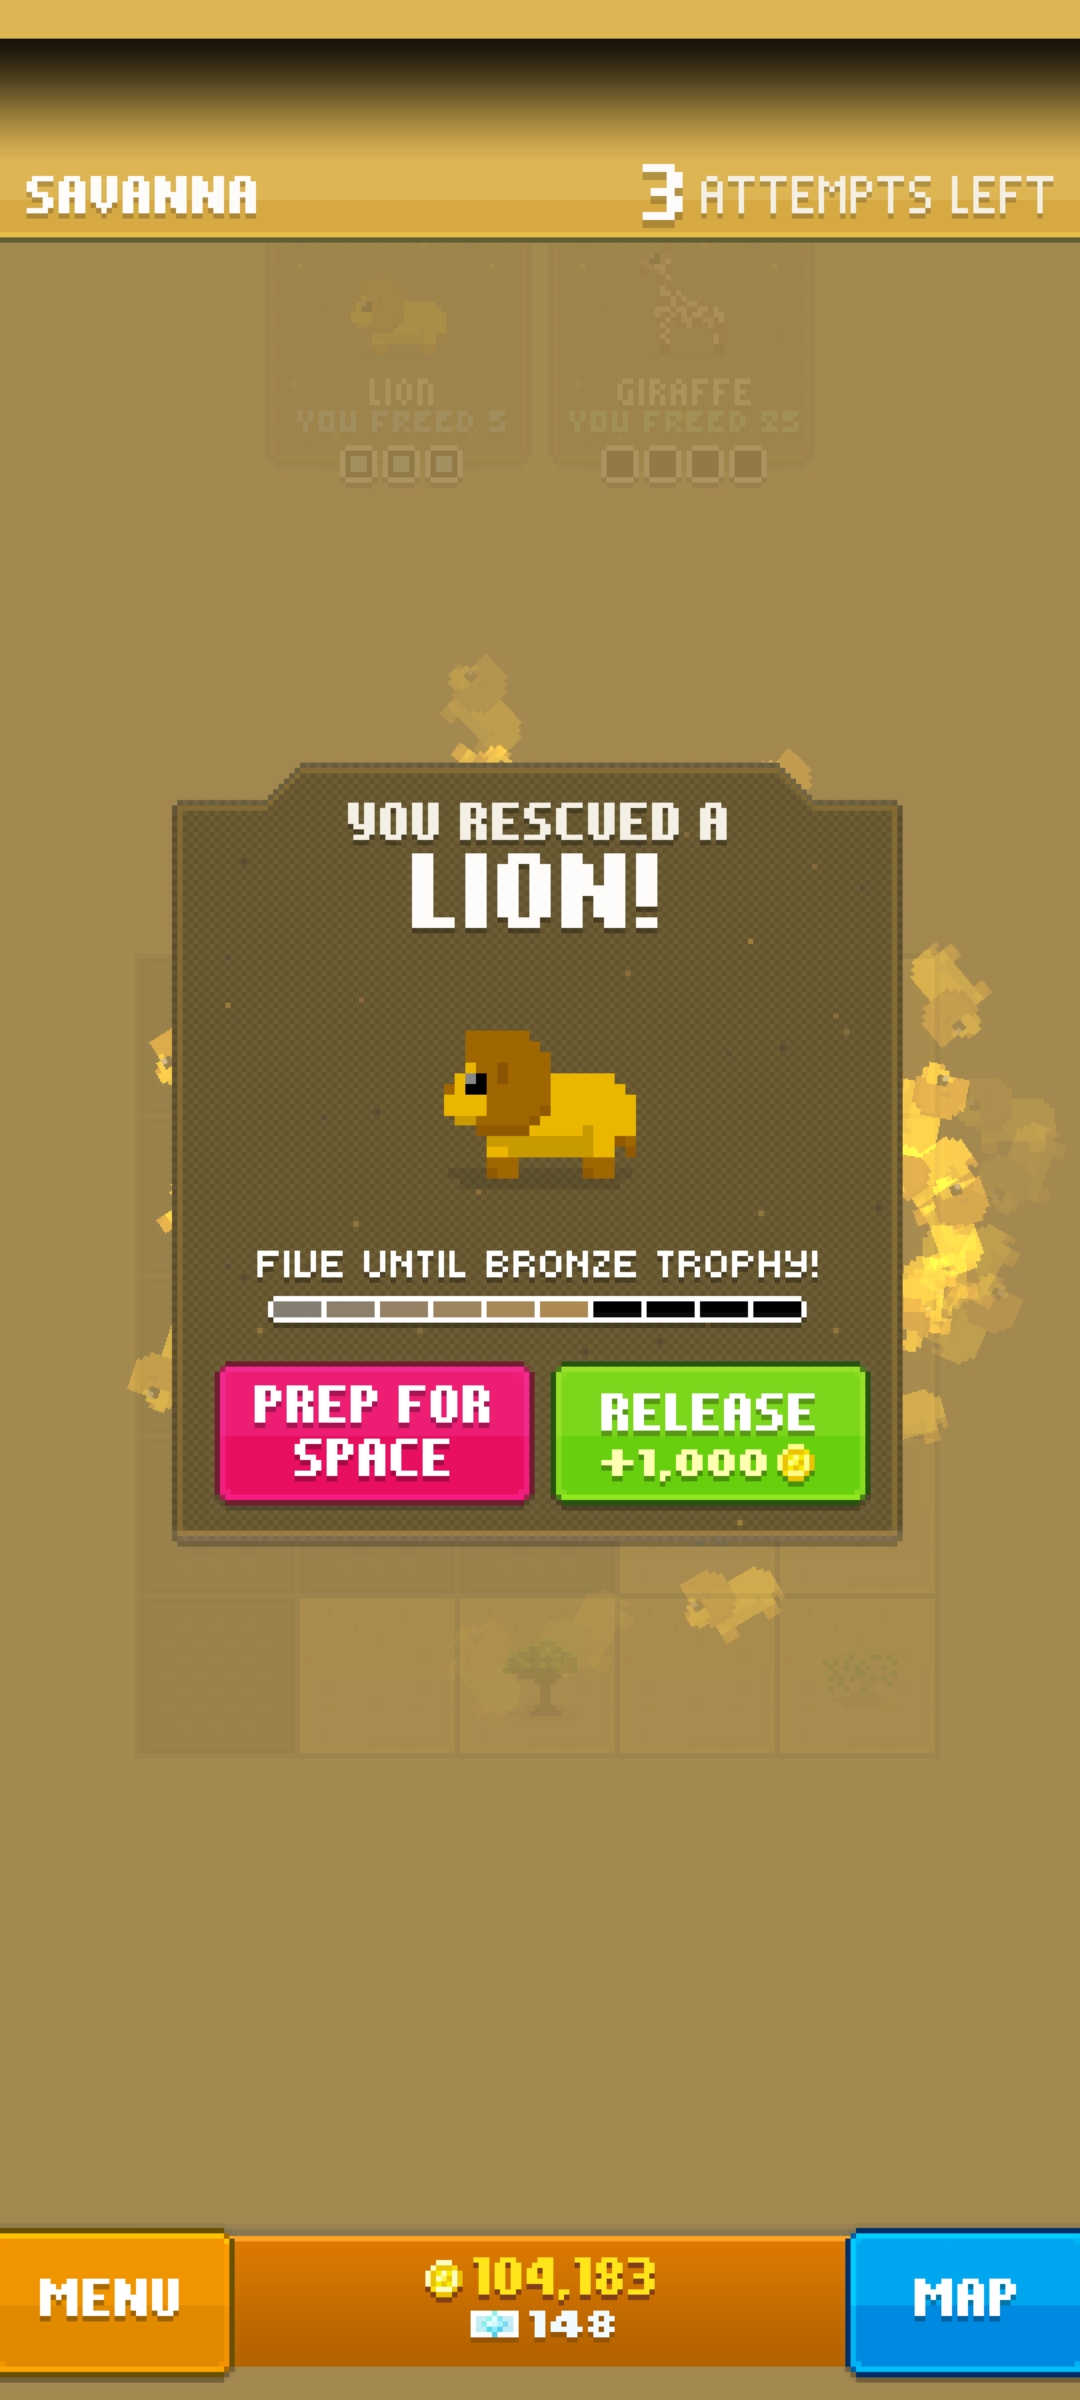 SAVANNA
3 ATTEMPTS LEFT
LION
YOU FREED 5
GIRAFFE
YOU FREED 25
YOU RESCUED A
LION!
FIVE UNTIL BRONZE TROPHY!
PREP FOR
SPACE
RELEASE
+1,000
MENU
104,183
148
MAP